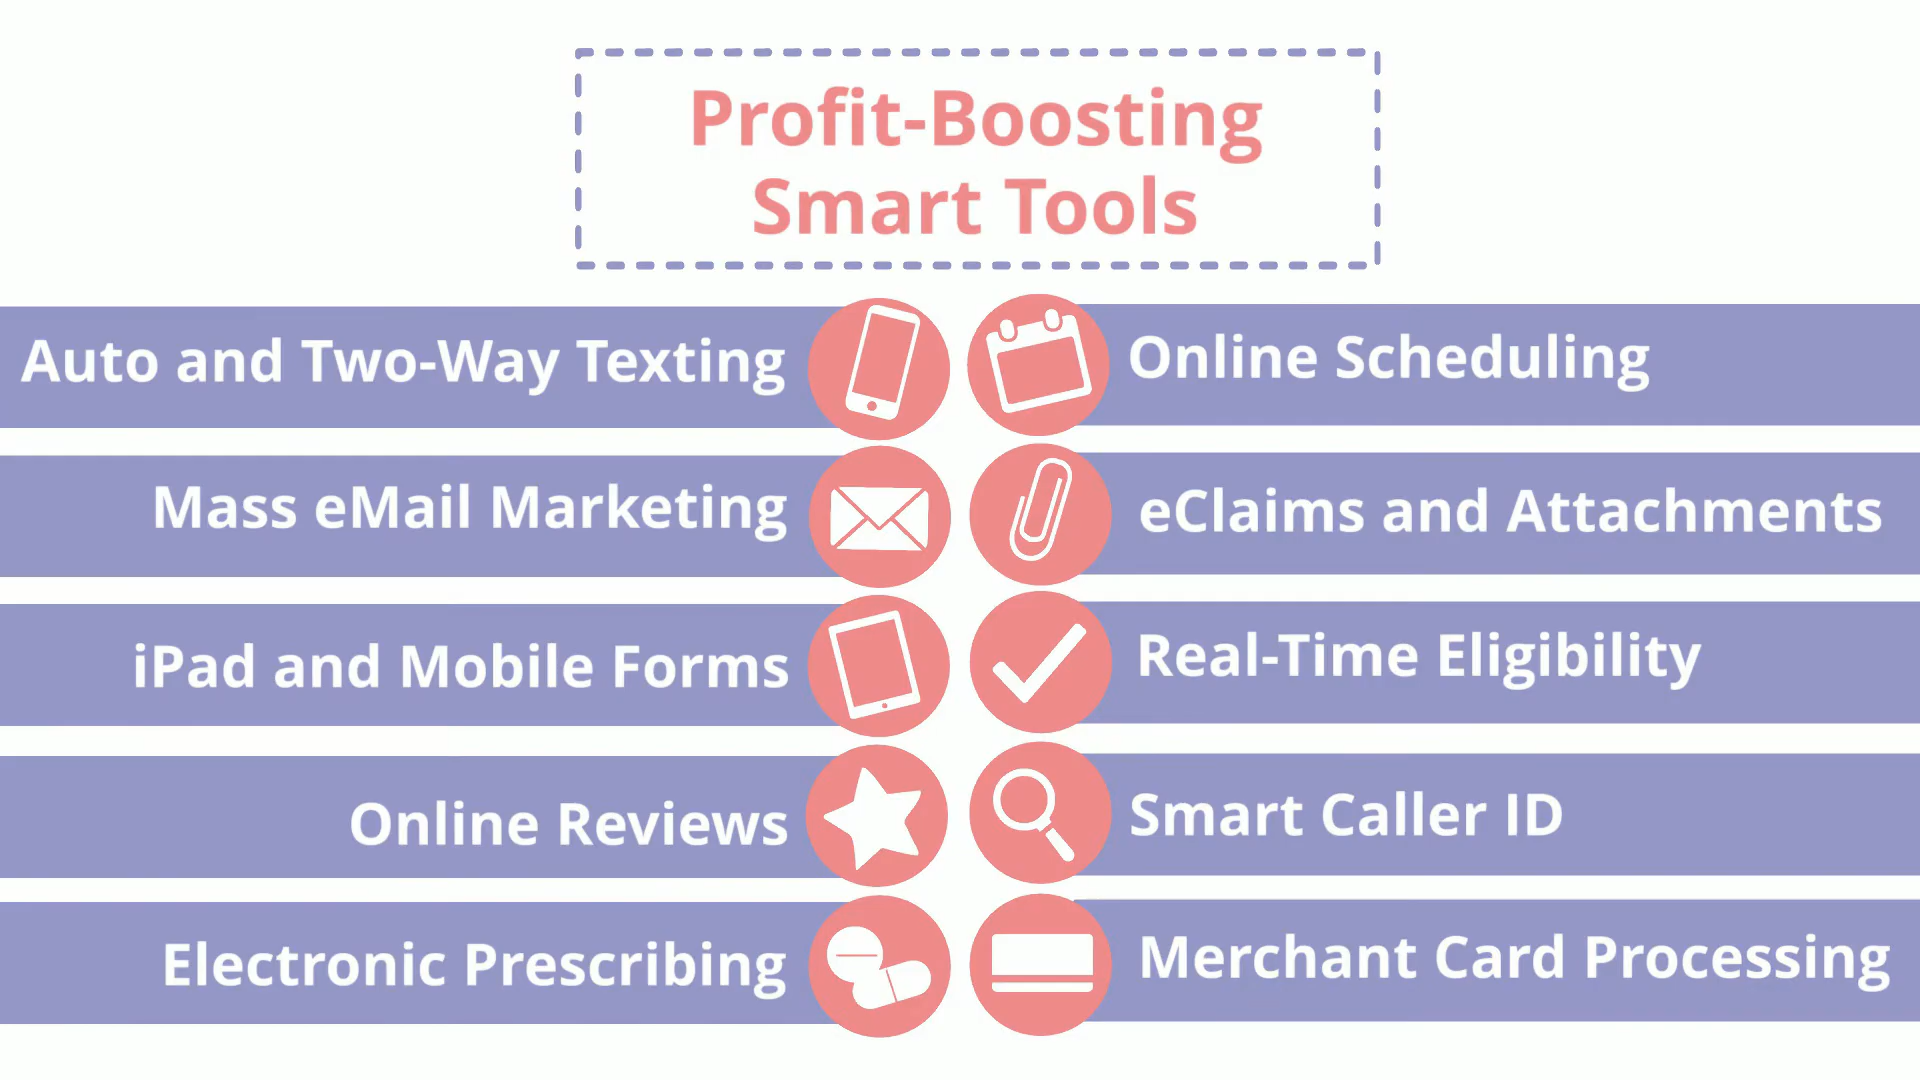 Profit-Boosting
Smart Tools
Auto and Two-Way Texting
Online Scheduling
Mass eMail Marketing
eClaims and Attachments
iPad and Mobile Forms
Real-Time Eligibility
Online Reviews
Smart Caller ID
Electronic Prescribing
Merchant Card Processing